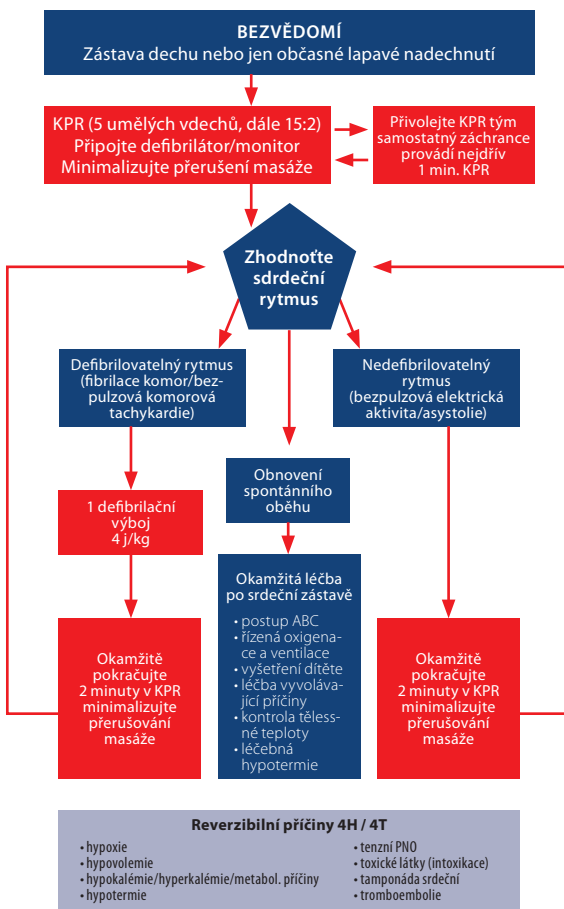 BEZVĚDOMÍ
Zástava dechu nebo jen občasné lapavé nadechnutí
KPR (5 umělých vdechů, dále 15:2)
Připojte defibrilátor/monitor
Minimalizujte přerušení masáže
Přivolejte KPR tým
samostatný záchrance
provádí nejdřív
1 min. KPR
Zhodnoťte
sdrdeční
rytmus
Defibrilovatelný rytmus
(fibrilace komor/bez-
pulzová komorová
tachykardie)
Nedefibrilovatelný
rytmus
(bezpulzová elektrická
aktivita/asystolie)
Obnovení
spontánního
oběhu
1 defibrilační
výboj
4 j/kg
Okamžitá léčba
po srdeční zástavě
• postup ABC
• řízená oxigena-
ce a ventilace
• vyšetření dítěte
• léčba vyvoláva-
jící příčiny
• kontrola těless-
né teploty
• léčebná
hypotermie
Okamžitě
pokračujte
2 minuty v KPR
minimalizujte
přerušování
masáže
Okamžitě
pokračujte
2 minuty v KPR
minimalizujte
přerušování
masáže
Reverzibilní příčiny 4H / 4T
• hypoxie
• hypovolemie
• hypokalémie/hyperkalémie/metabol. příčiny
• hypotermie
• tenzní PNO
• toxické látky (intoxikace)
• tamponáda srdeční
• tromboembolie